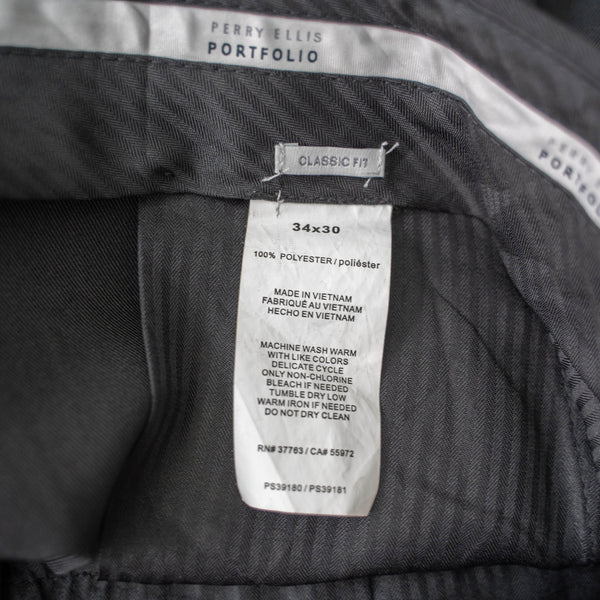 PERRY ELLIS
PORTFOLIO
PORTFOLIO
CLASSIC FIT
34x30
100% POLYESTER / poliéster
MADE IN VIETNAM
FABRIQUÉ AU VIETNAM
HECHO EN VIETNAM
MACHINE WASH WARM
WITH LIKE COLORS
DELICATE CYCLE
ONLY NON-CHLORINE
BLEACH IF NEEDED
TUMBLE DRY LOW
WARM IRON IF NEEDED
DO NOT DRY CLEAN
RN# 37763 / CA# 55972
PS39180 / PS39181